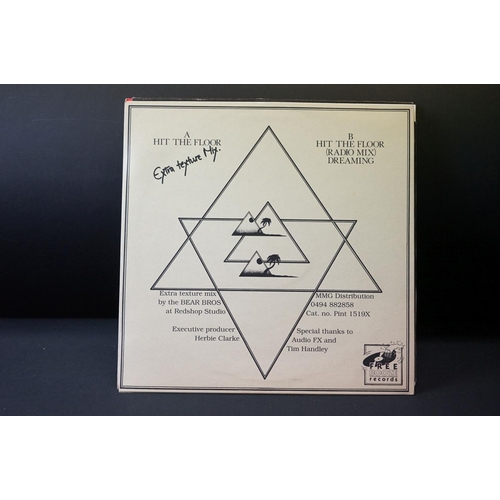 A
HIT THE FLOOR
Extra texture Mix.
B
HIT THE FLOOR
(RADIO MIX)
DREAMING
Extra texture mix
by the BEAR BROS
at Redshop Studio
Executive producer
Herbie Clarke
MMG Distribution
0494 882858
Cat. no. Pint 1519X
Special thanks to
Audio FX and
Tim Handley
FREE
records